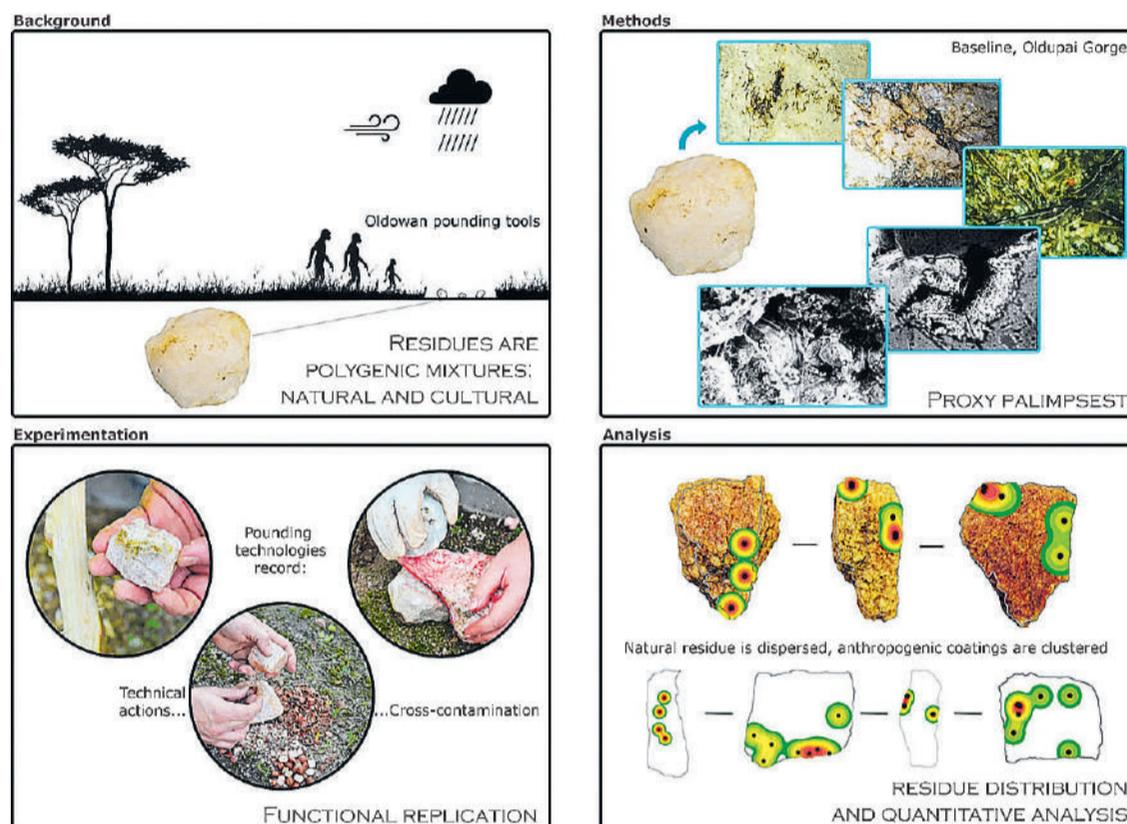 Background
Oldowan pounding tools
RESIDUES ARE
POLYGENIC MIXTURES:
NATURAL AND CULTURAL
Methods
Baseline, Oldupai Gorge
PROXY PALIMPSEST
Experimentation
Pounding
technologies
record:
Technical
actions...
...Cross-contamination
FUNCTIONAL REPLICATION
Analysis
Natural residue is dispersed, anthropogenic coatings are clustered
RESIDUE DISTRIBUTION
AND QUANTITATIVE ANALYSIS